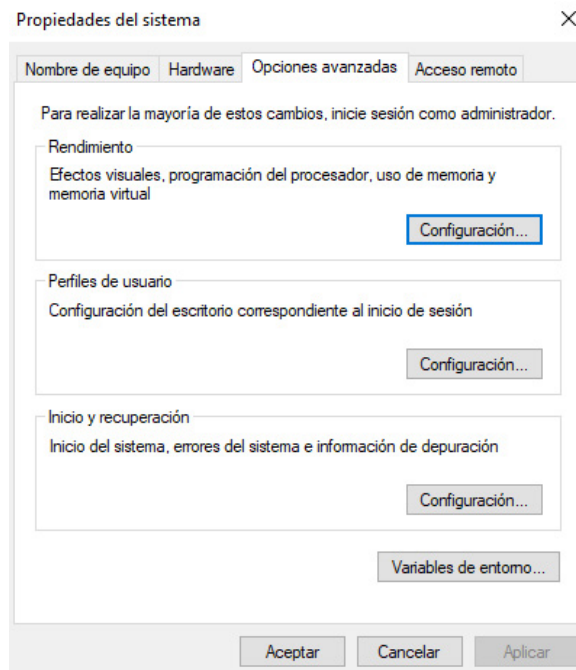 Propiedades del sistema
Nombre de equipo Hardware Opciones avanzadas Acceso remoto
Para realizar la mayoría de estos cambios, inicie sesión como administrador.
Rendimiento
Efectos visuales, programación del procesador, uso de memoria y
memoria virtual
Configuración...
Perfiles de usuario
Configuración del escritorio correspondiente al inicio de sesión
Configuración...
Inicio y recuperación
Inicio del sistema, errores del sistema e información de depuración
Configuración...
Variables de entorno...
Aceptar Cancelar Aplicar